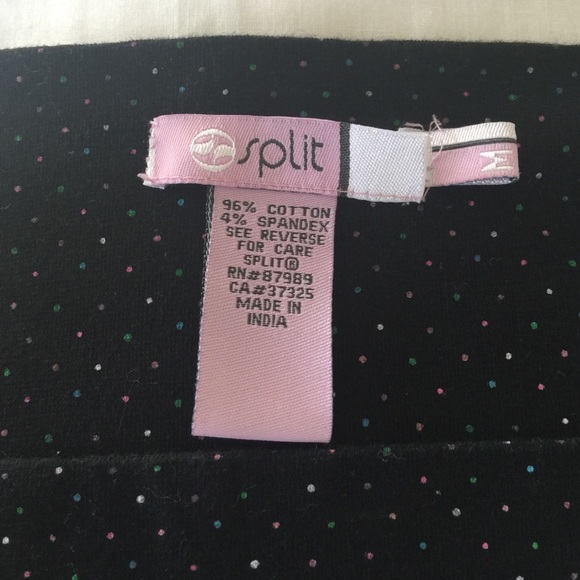 split
M
96% COTTON
4% SPANDEX
SEE REVERSE
FOR CARE
SPLIT®
RN#87989
CA#37325
MADE IN
INDIA